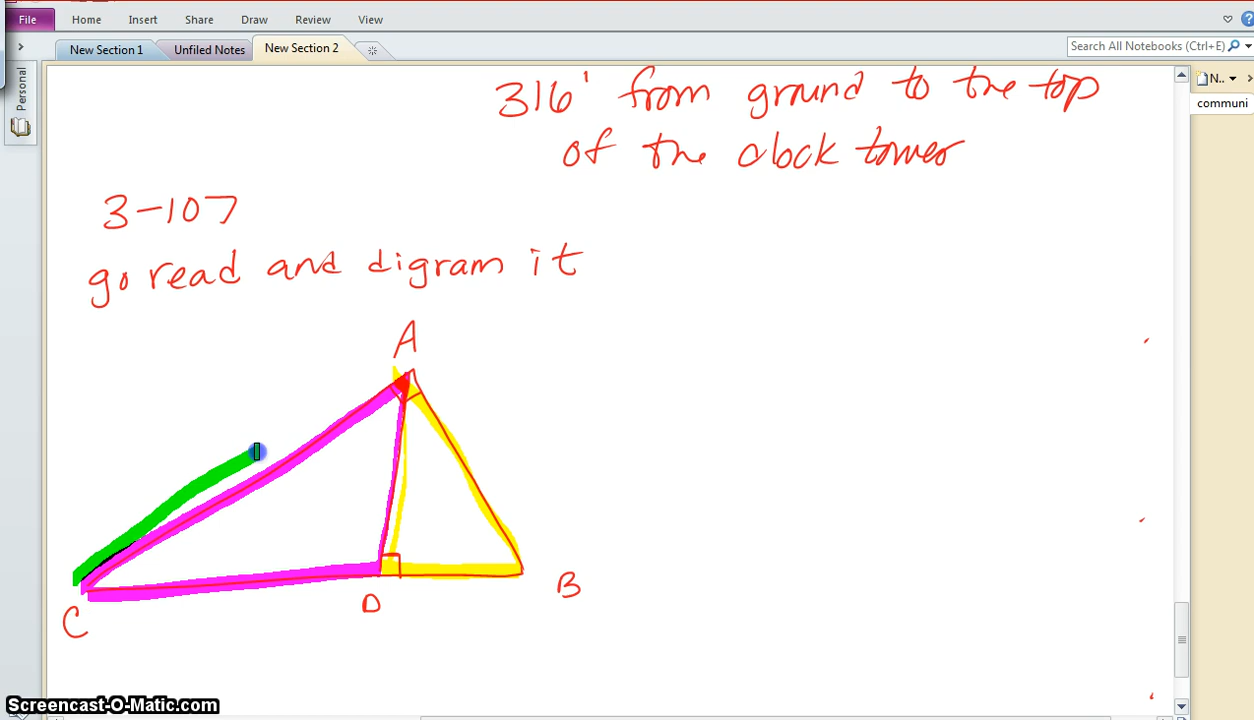 File Home Insert Share Draw Review View
New Section 1 Unfiled Notes New Section 2
Search All Notebooks (Ctrl+E)
N..
communi
Personal
316' from ground to the top
of the clock tower
3-107
go read and digram it
A
B
D
C
Screencast-O-Matic.com